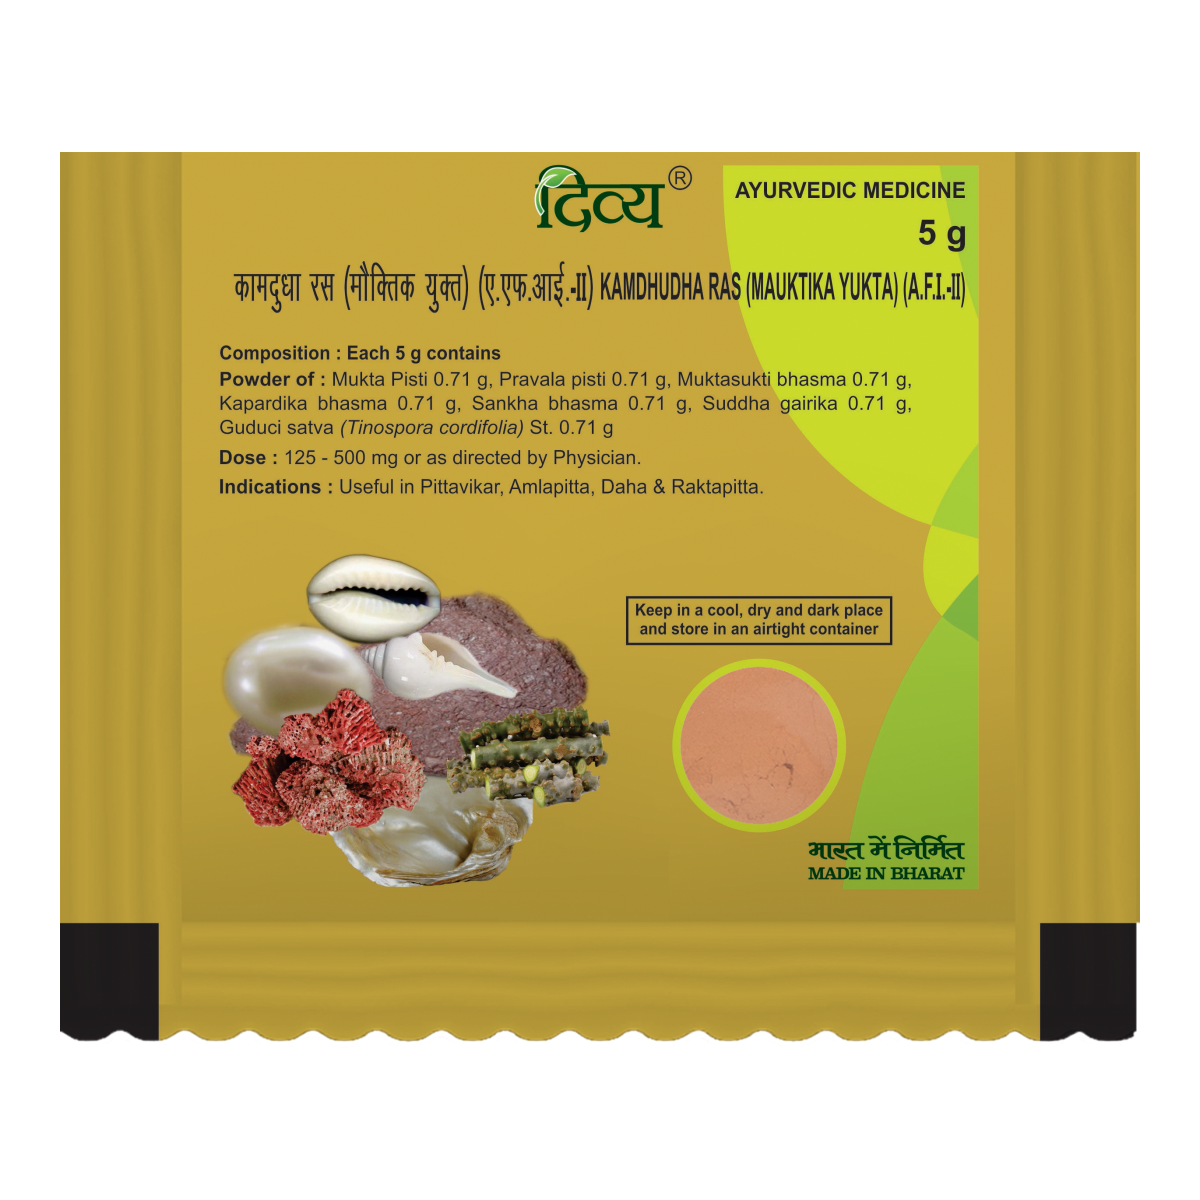 दिव्य®
AYURVEDIC MEDICINE
5 g
कामदुधा रस (मौक्तिक युक्त) (ए.एफ.आई.-II) KAMDHUDHA RAS (MAUKTIKA YUKTA) (A.F.I.-II)
Composition : Each 5 g contains
Powder of : Mukta Pisti 0.71 g, Pravala pisti 0.71 g, Muktasukti bhasma 0.71 g,
Kapardika bhasma 0.71 g, Sankha bhasma 0.71 g, Suddha gairika 0.71 g,
Guduci satva (Tinospora cordifolia) St. 0.71 g
Dose : 125 - 500 mg or as directed by Physician.
Indications : Useful in Pittavikar, Amlapitta, Daha & Raktapitta.
Keep in a cool, dry and dark place
and store in an airtight container
भारत में निर्मित
MADE IN BHARAT